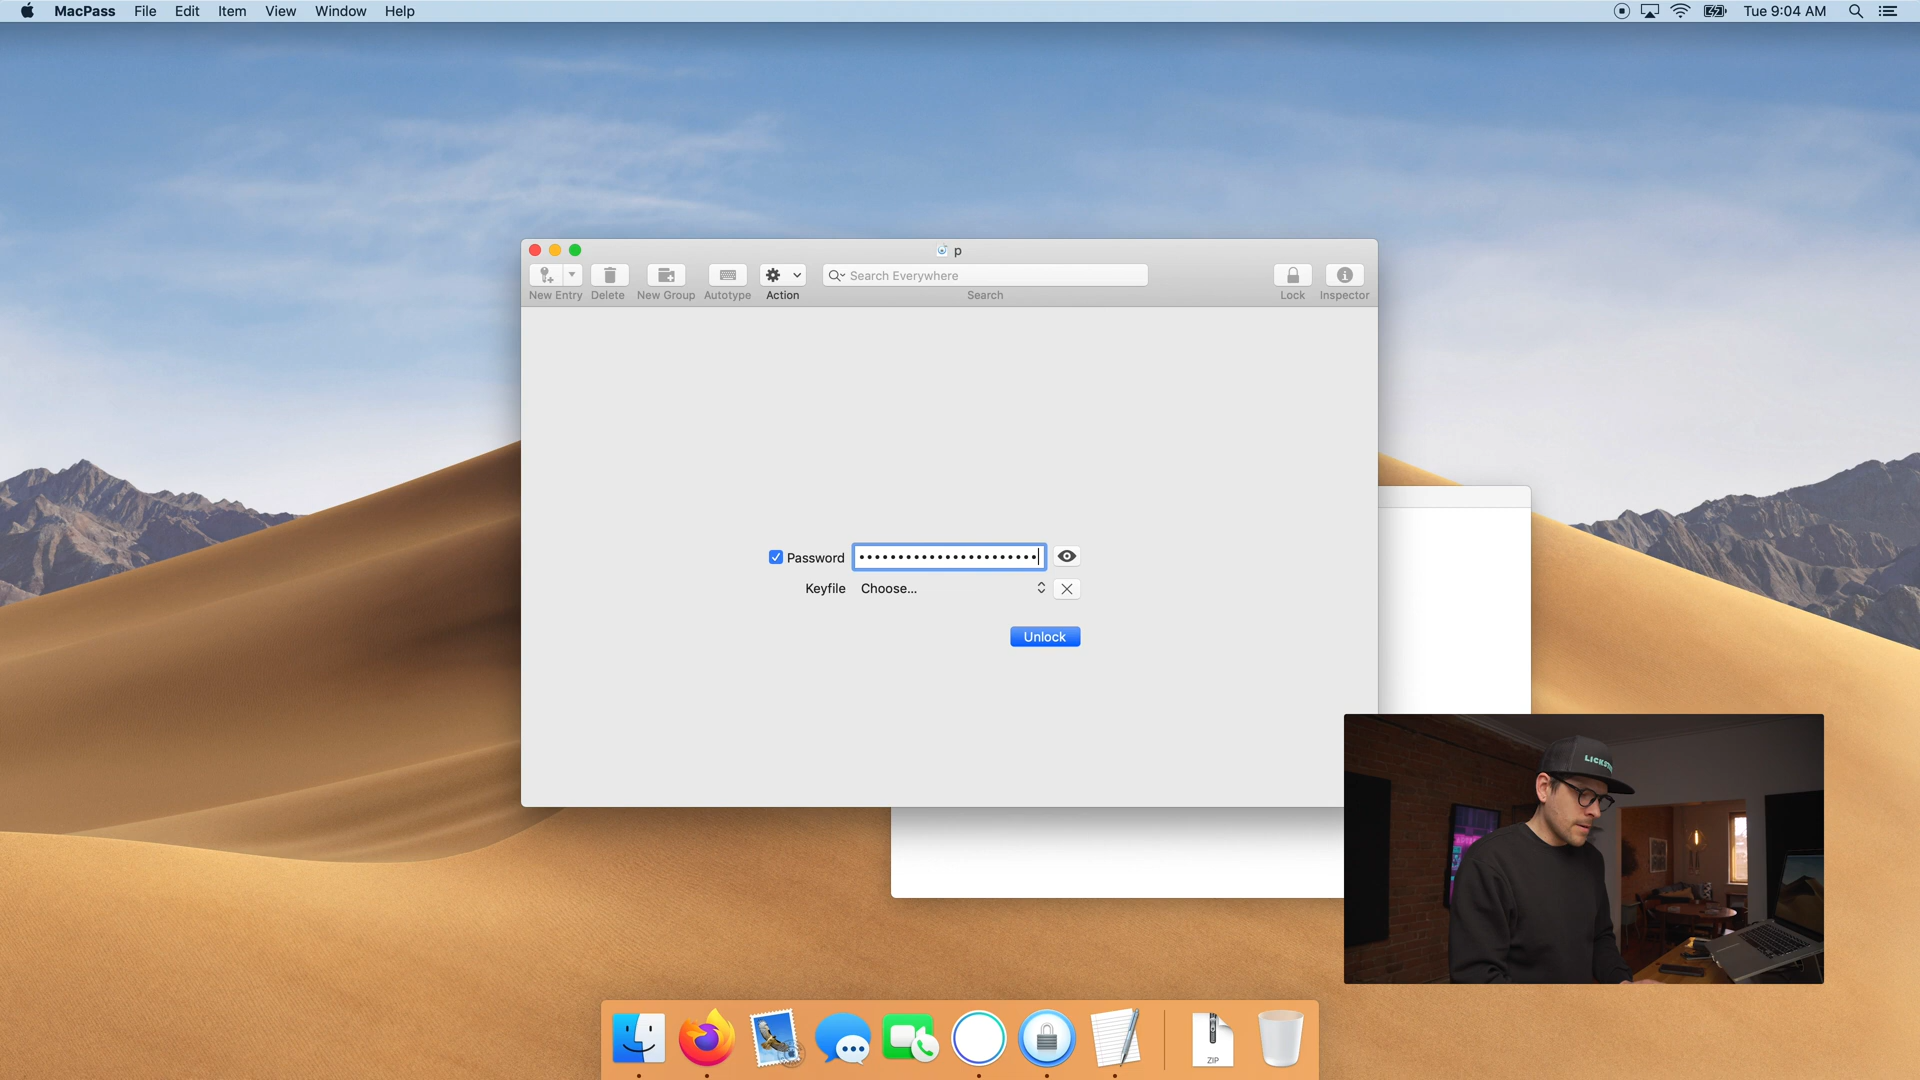 MacPass File Edit Item View Window Help Tue 9:04 AM
p
Search Everywhere
New Entry Delete New Group Autotype Action Search Lock Inspector
Password
Keyfile Choose...
Unlock
ZIP